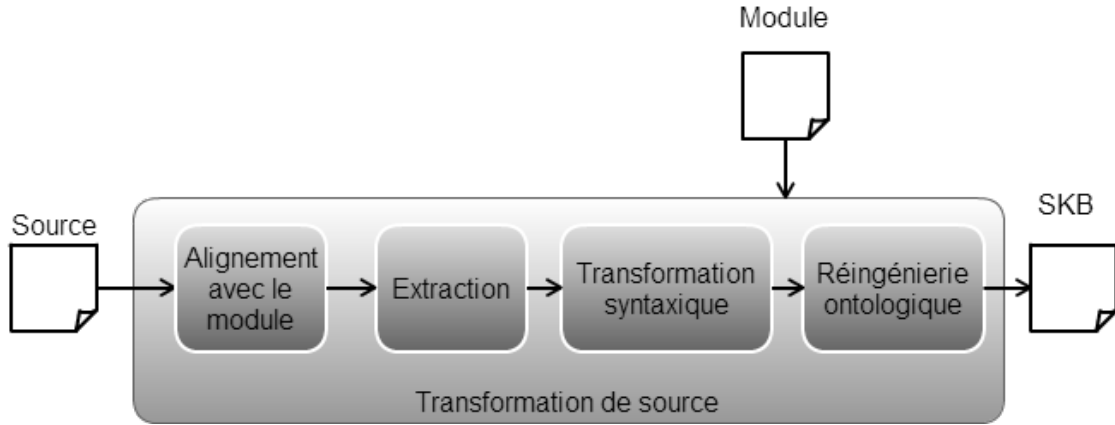 Module
SKB
Source
Alignement
avec le
module
Extraction
Transformation
syntaxique
Réingénierie
ontologique
Transformation de source